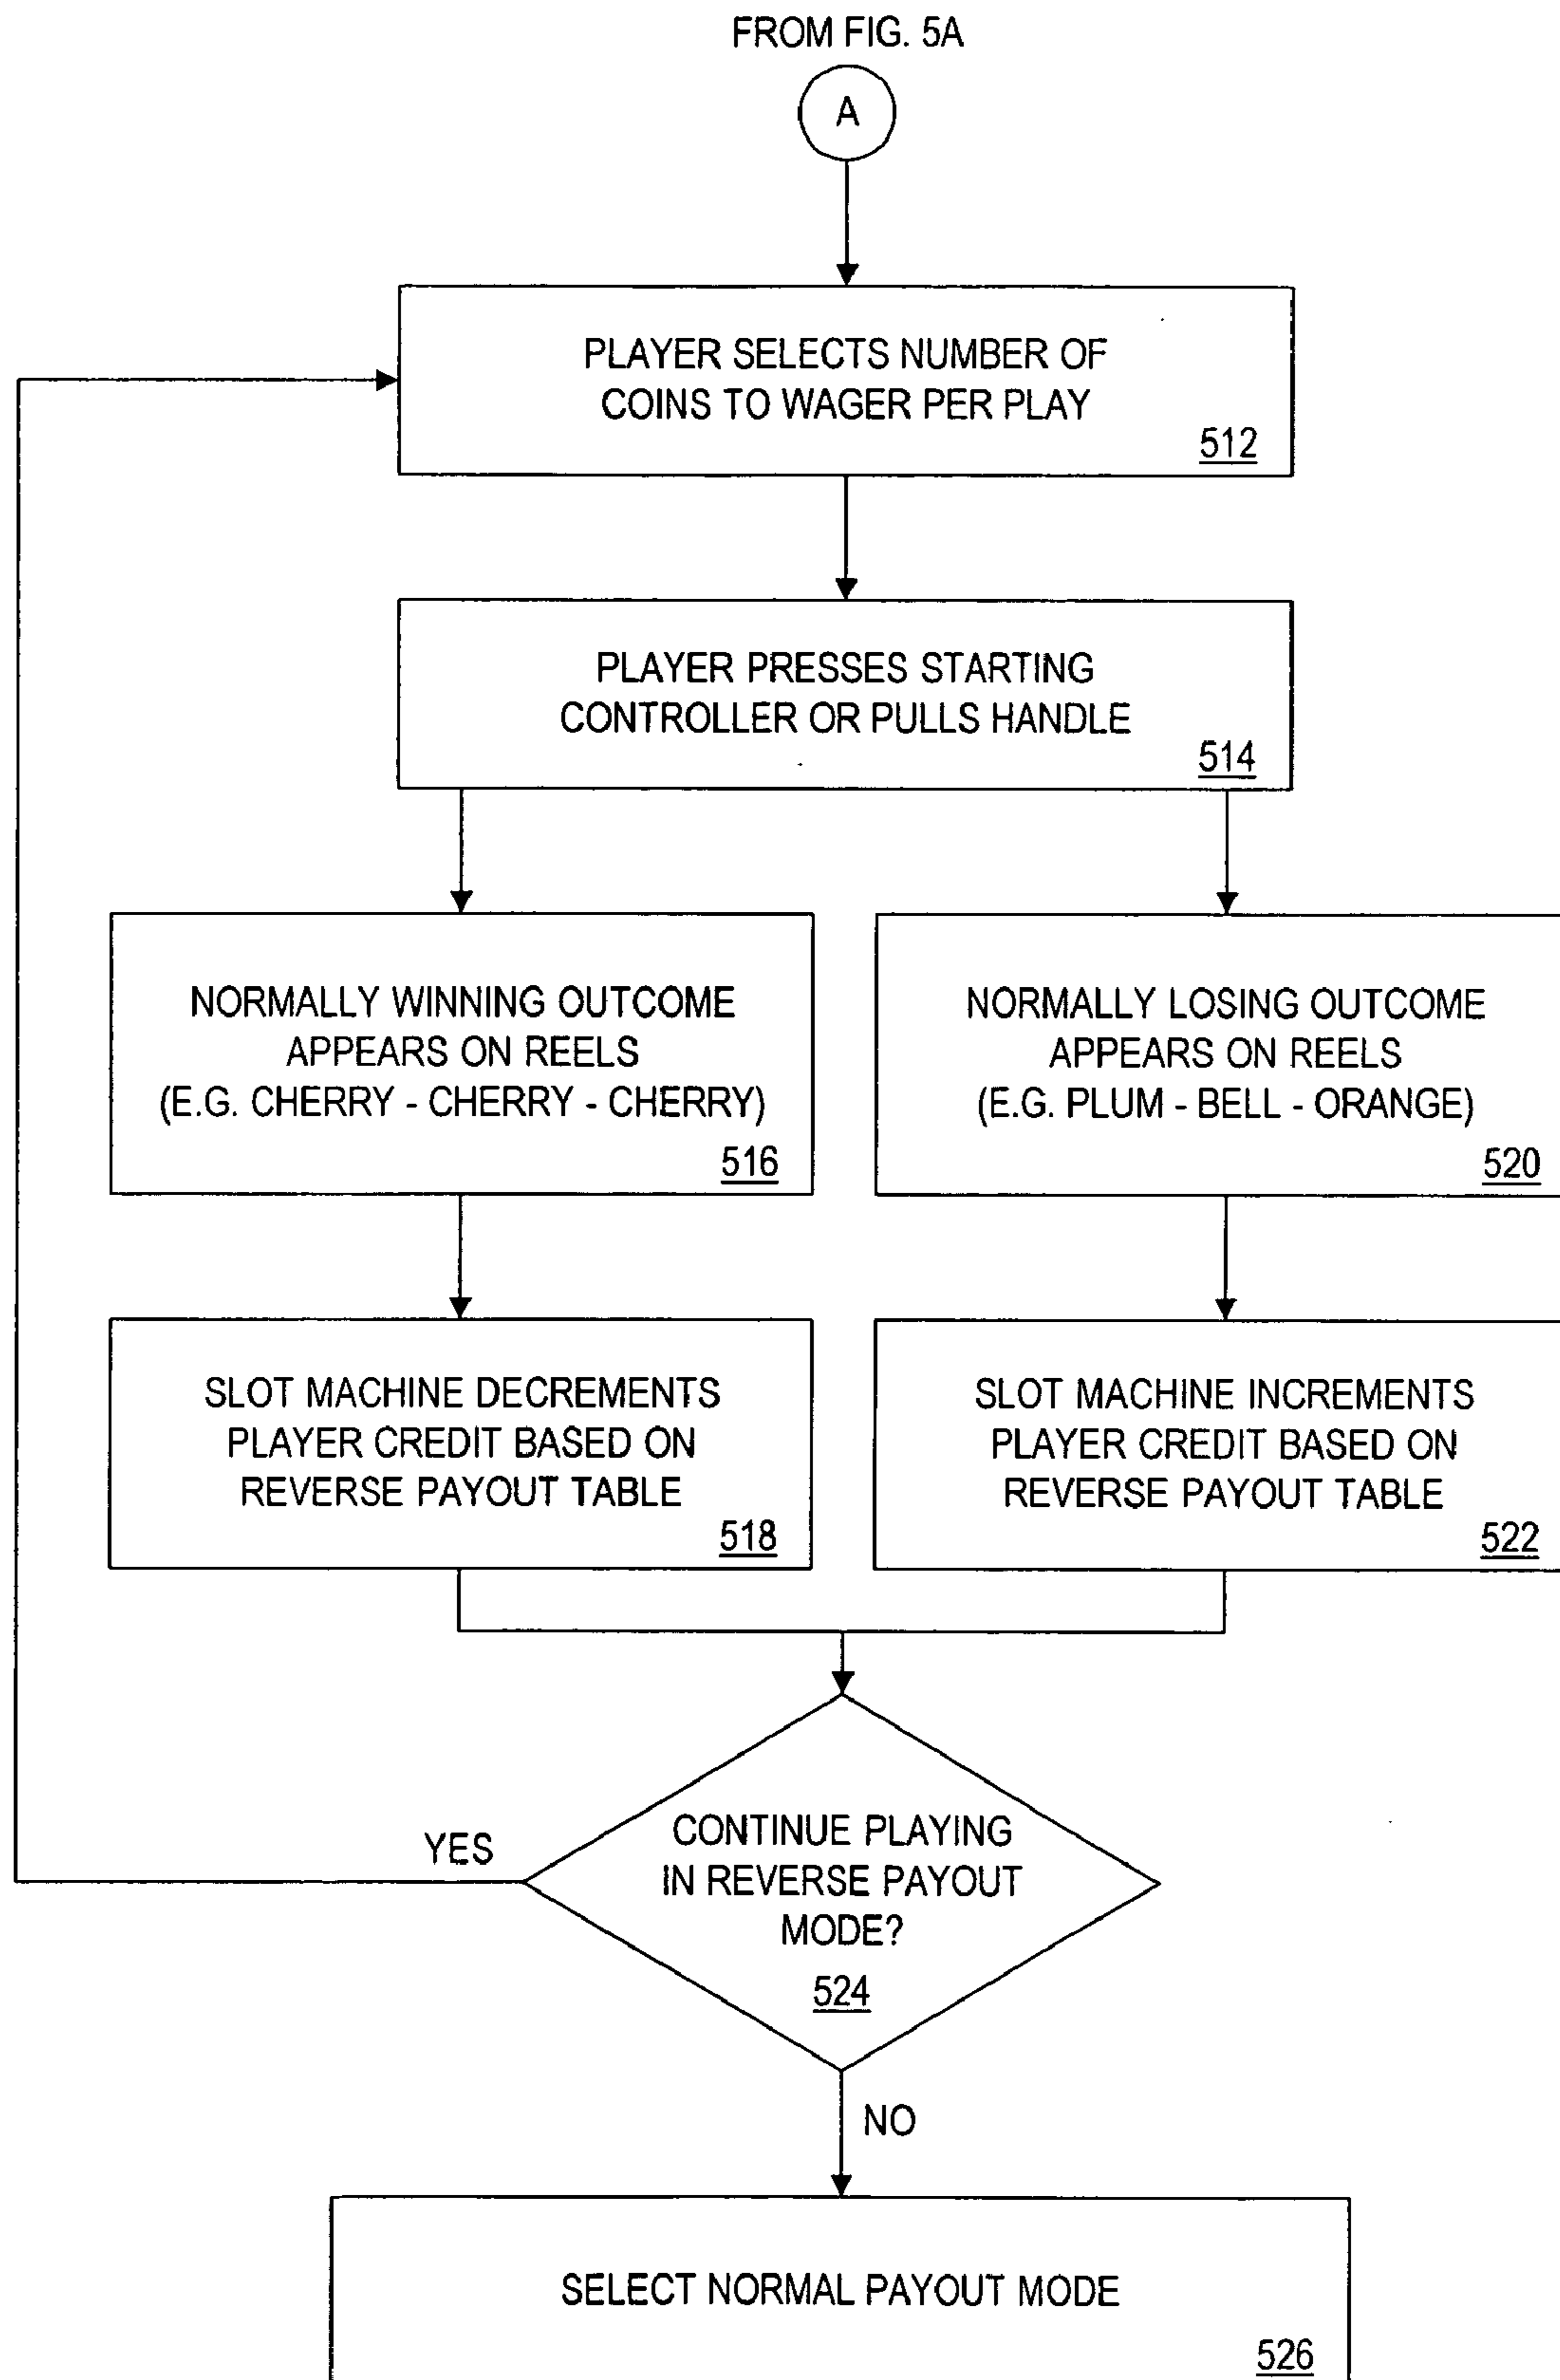 FROM FIG. 5A
A
PLAYER SELECTS NUMBER OF
COINS TO WAGER PER PLAY
512
PLAYER PRESSES STARTING
CONTROLLER OR PULLS HANDLE
514
NORMALLY WINNING OUTCOME
APPEARS ON REELS
(E.G. CHERRY - CHERRY - CHERRY)
516
NORMALLY LOSING OUTCOME
APPEARS ON REELS
(E.G. PLUM - BELL - ORANGE)
520
SLOT MACHINE DECREMENTS
PLAYER CREDIT BASED ON
REVERSE PAYOUT TABLE
518
SLOT MACHINE INCREMENTS
PLAYER CREDIT BASED ON
REVERSE PAYOUT TABLE
522
YES
CONTINUE PLAYING
IN REVERSE PAYOUT
MODE?
524
NO
SELECT NORMAL PAYOUT MODE
526